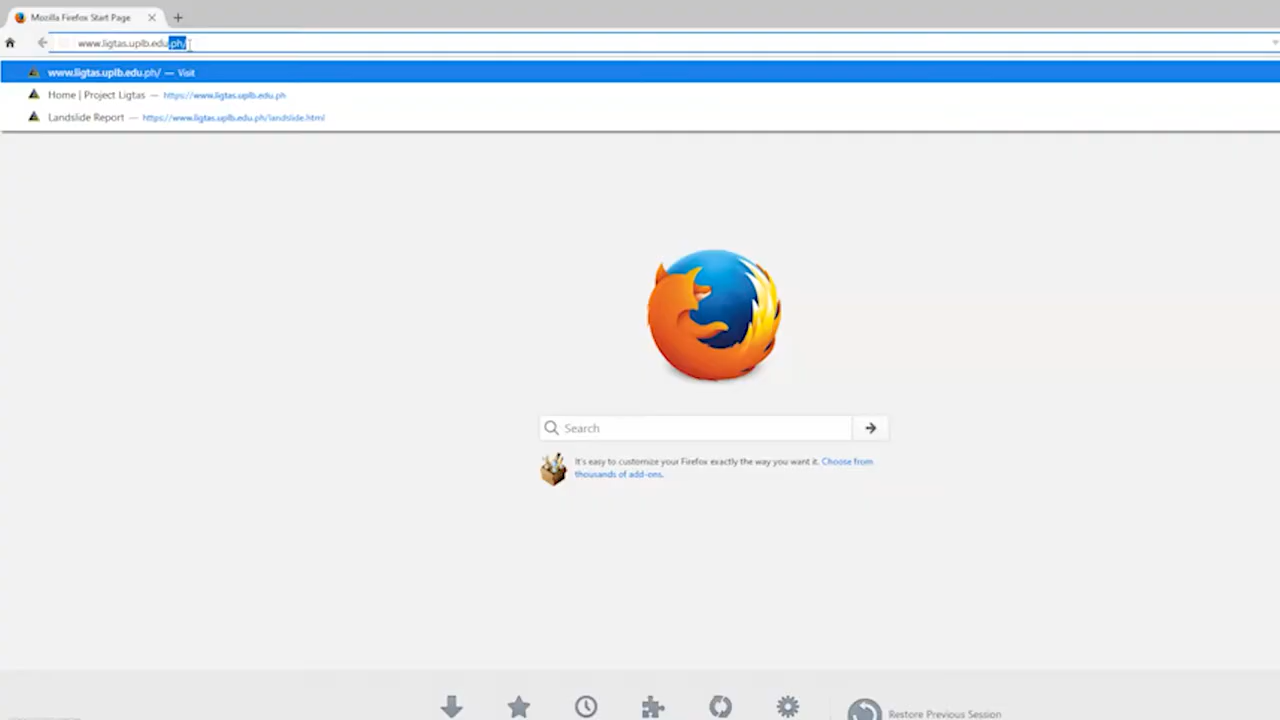 Mozilla Firefox Start Page
www.ligtas.uplb.edu.ph/
www.ligtas.uplb.edu.ph/ — Visit
Home | Project Ligtas — https://www.ligtas.uplb.edu.ph
Landslide Report — https://www.ligtas.uplb.edu.ph/landslide.html
Search
It's easy to customize your Firefox exactly the way you want it. Choose from
thousands of add-ons.
Restore Previous Session